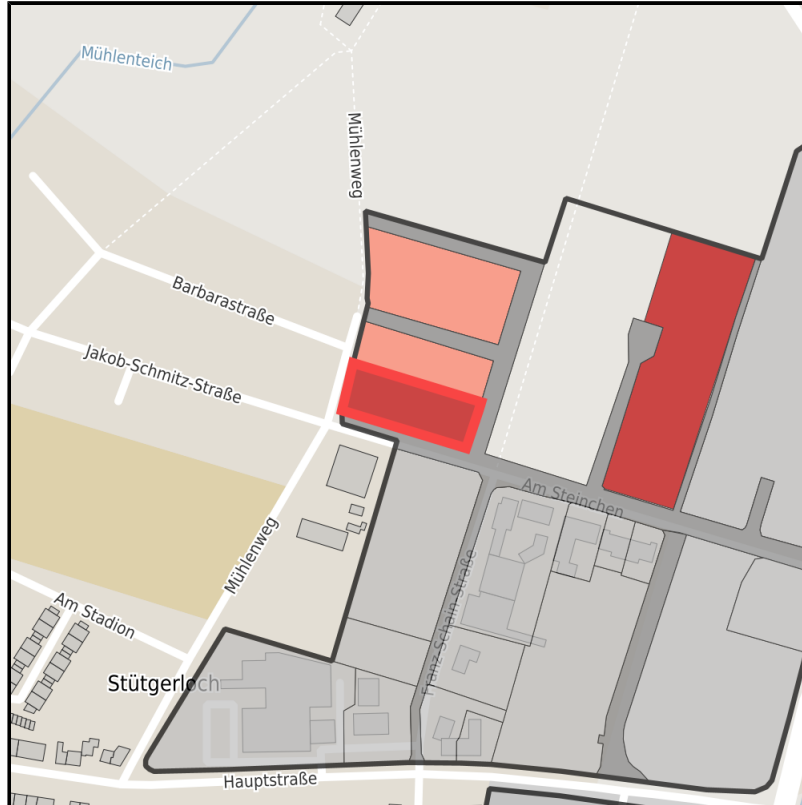 Mühlenteich
Mühlenweg
Barbarastraße
Jakob-Schmitz-Straße
Am Steinchen
Mühlenweg
Franz-Schain-Straße
Am Stadion
Stütgerloch
Hauptstraße